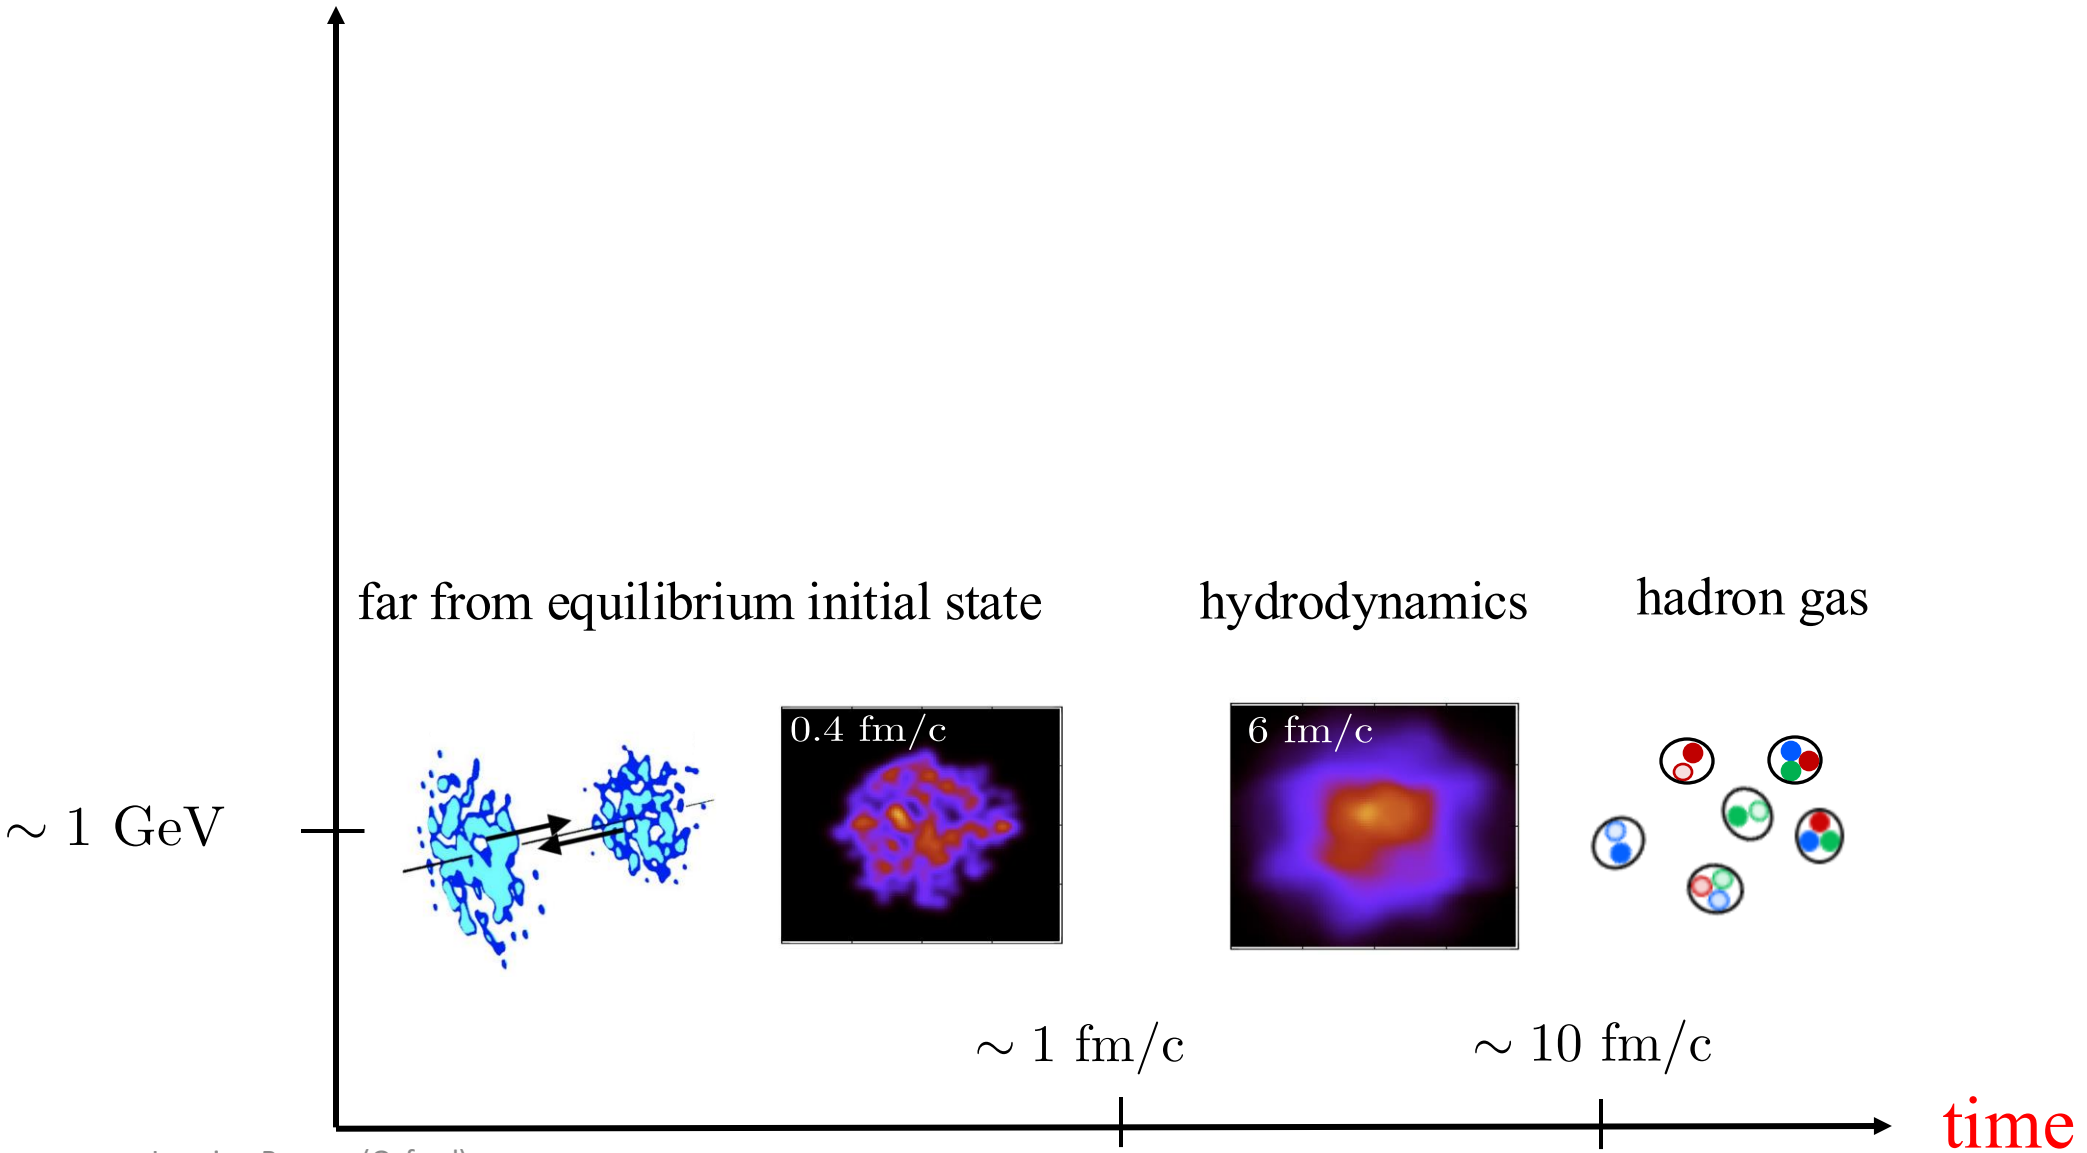 far from equilibrium initial state
hydrodynamics
hadron gas
0.4 fm/c
6 fm/c
∼ 1 GeV
∼ 1 fm/c
∼ 10 fm/c
time